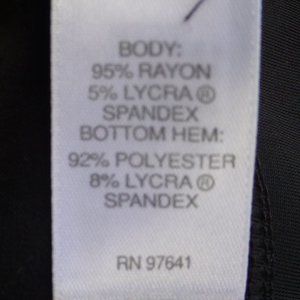 BODY:
95% RAYON
5% LYCRA®
SPANDEX
BOTTOM HEM:
92% POLYESTER
8% LYCRA®
SPANDEX
RN 97641